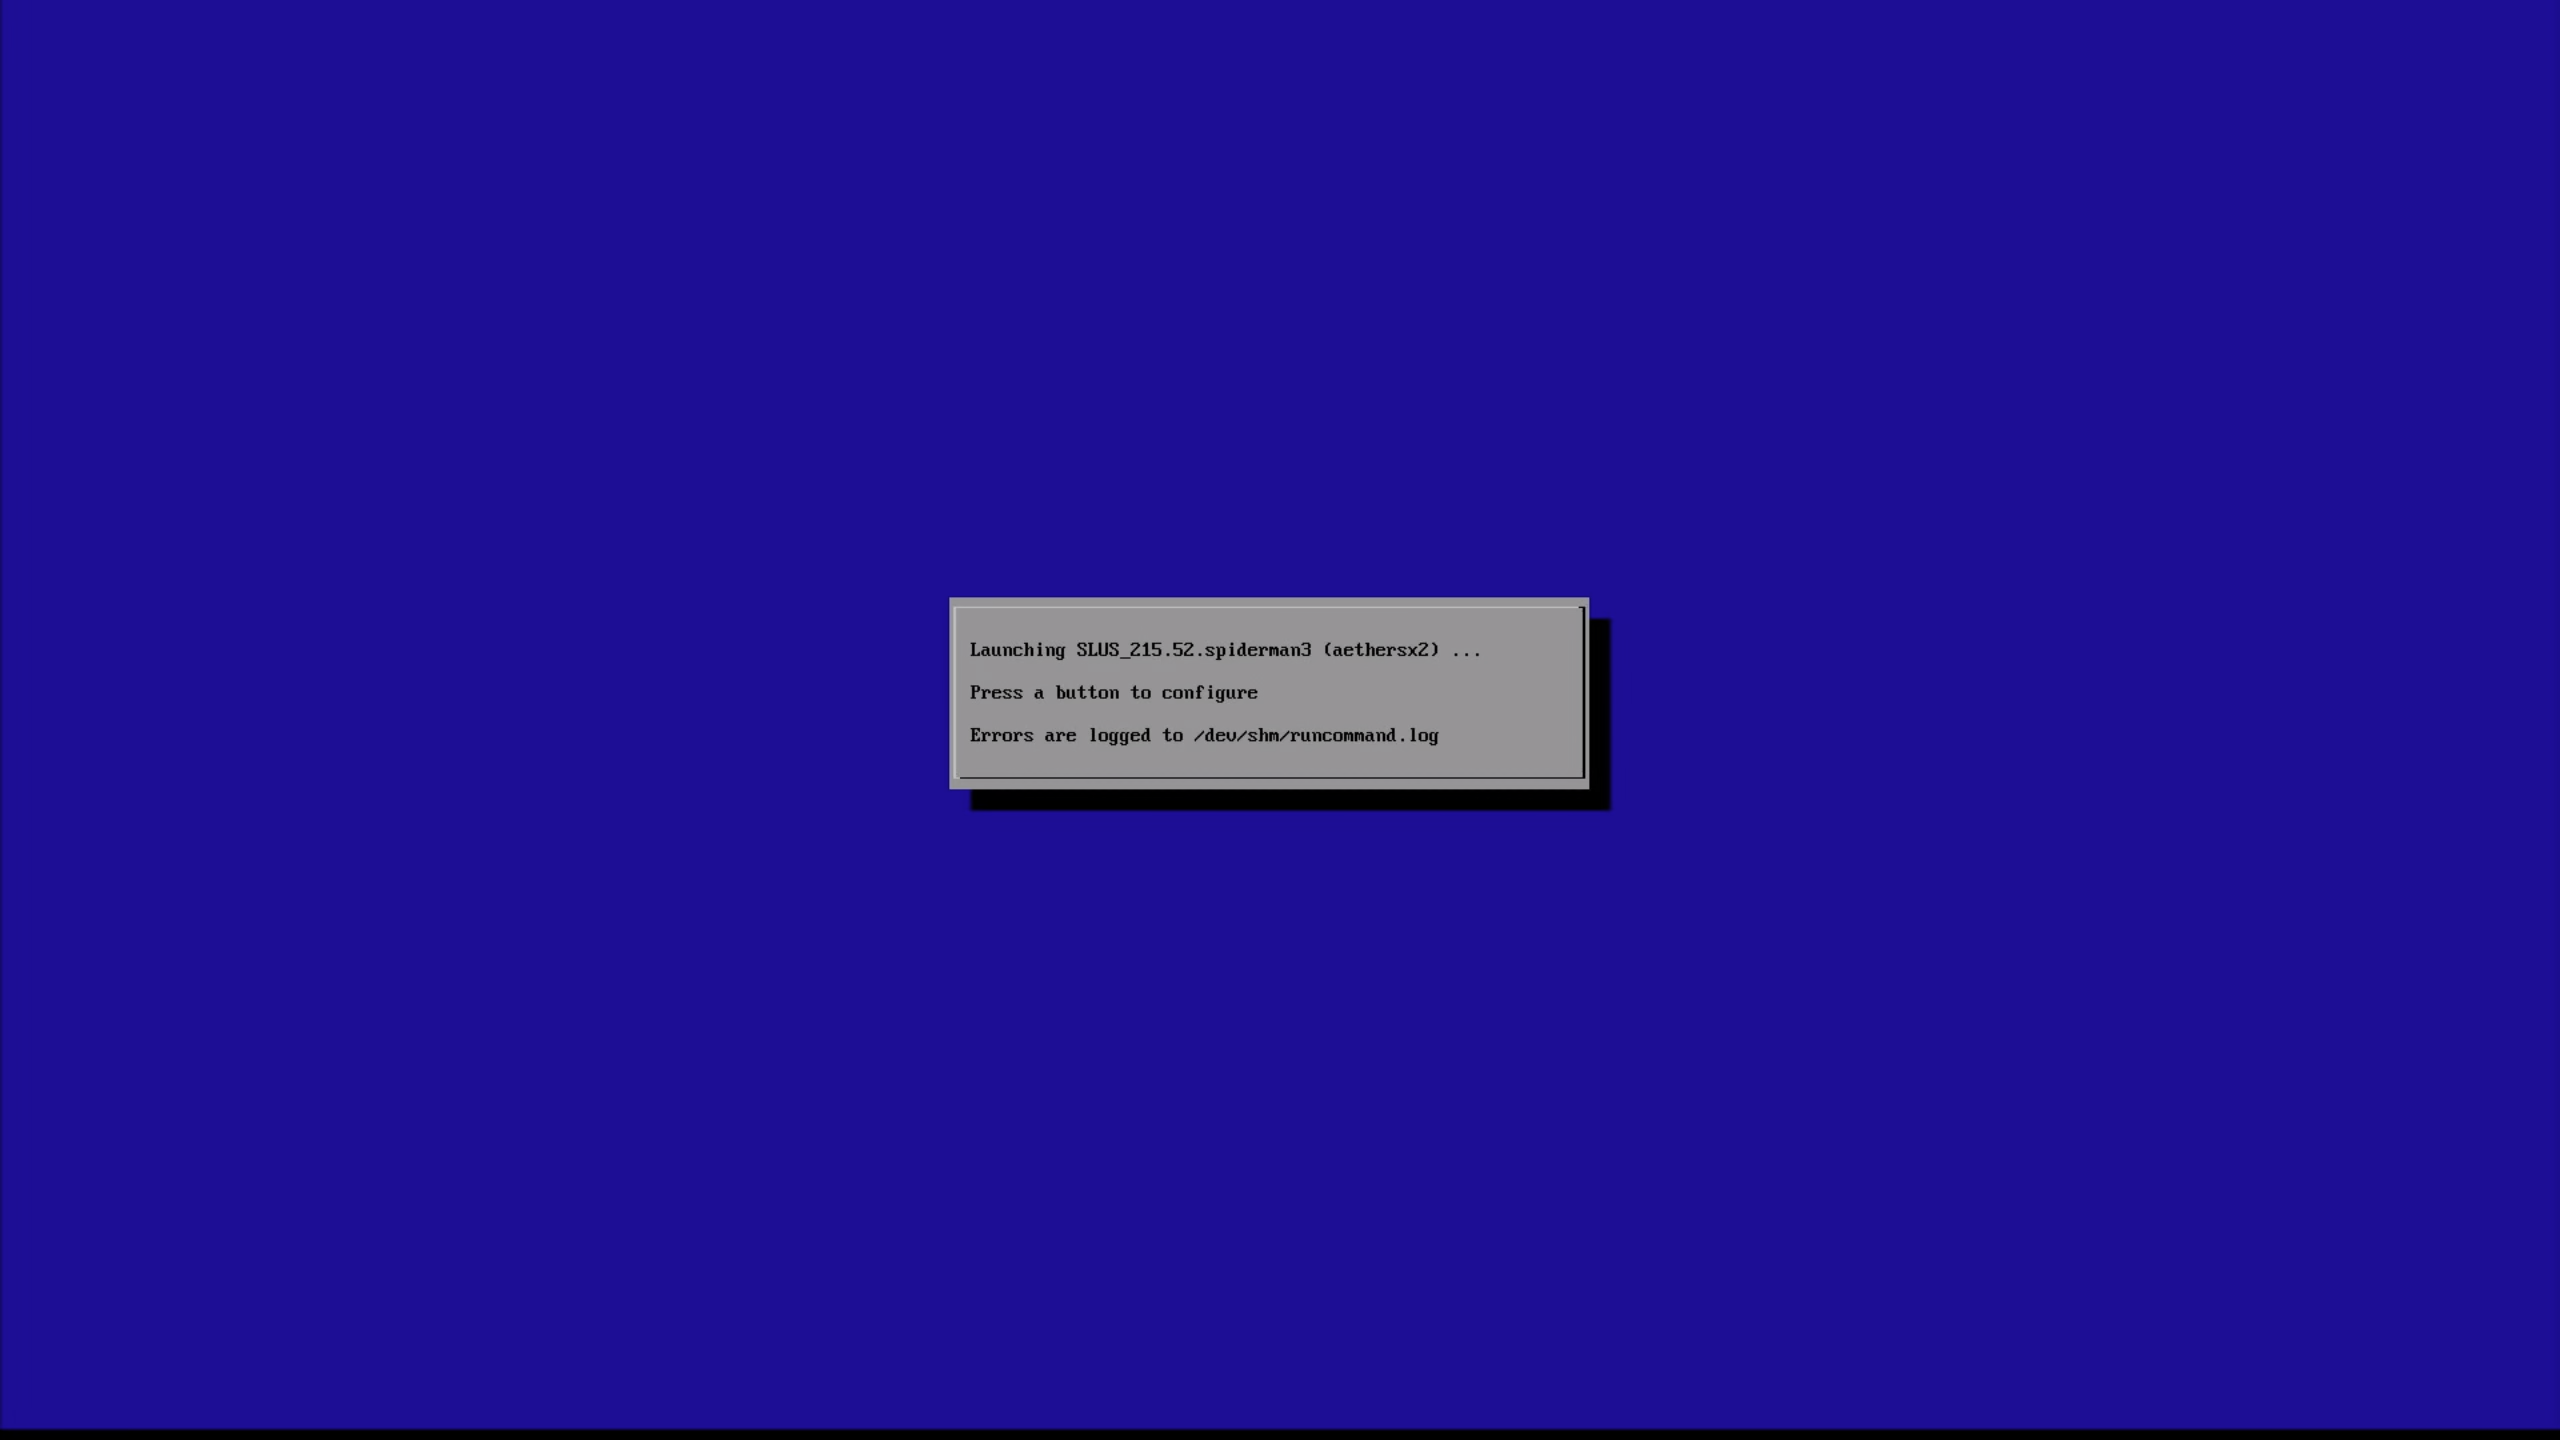 Launching SLUS_215.52.spiderman3 (aethersx2) ...
Press a button to configure
Errors are logged to /dev/shm/runcommand.log